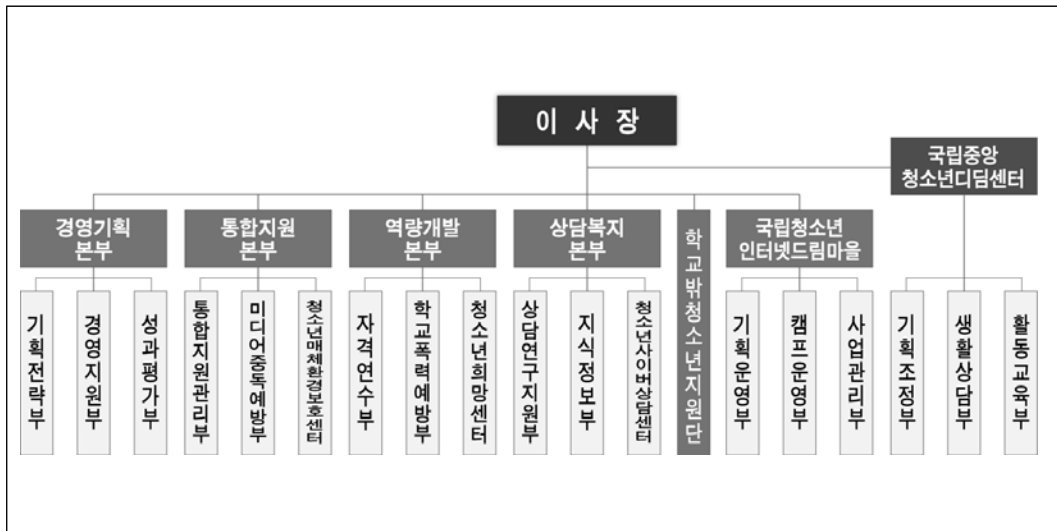 이 사 장
국립중앙
청소년디딤센터
경영기획
본부
통합지원
본부
역량개발
본부
상담복지
본부
학교밖청소년지원단
국립청소년
인터넷드림마을
기획전략부
경영지원부
성과평가부
통합지원관리부
미디어중독예방부
청소년매체환경보호센터
자격연수부
학교폭력예방부
청소년희망센터
상담연구지원부
지식정보부
청소년사이버상담센터
기획운영부
캠프운영부
사업관리부
기획조정부
생활상담부
활동교육부